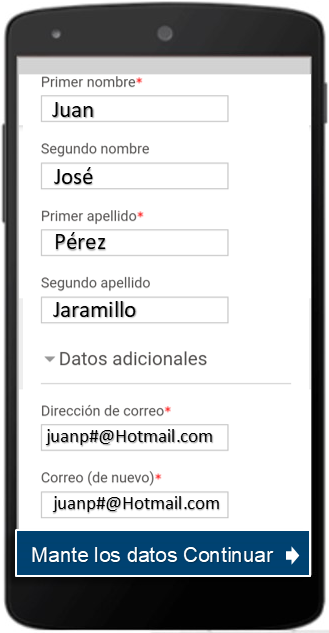 Primer nombre*
Juan
Segundo nombre
José
Primer apellido*
Pérez
Segundo apellido
Jaramillo
Datos adicionales
Dirección de correo*
juanp#@Hotmail.com
Correo (de nuevo)*
juanp#@Hotmail.com
Mante los datos Continuar